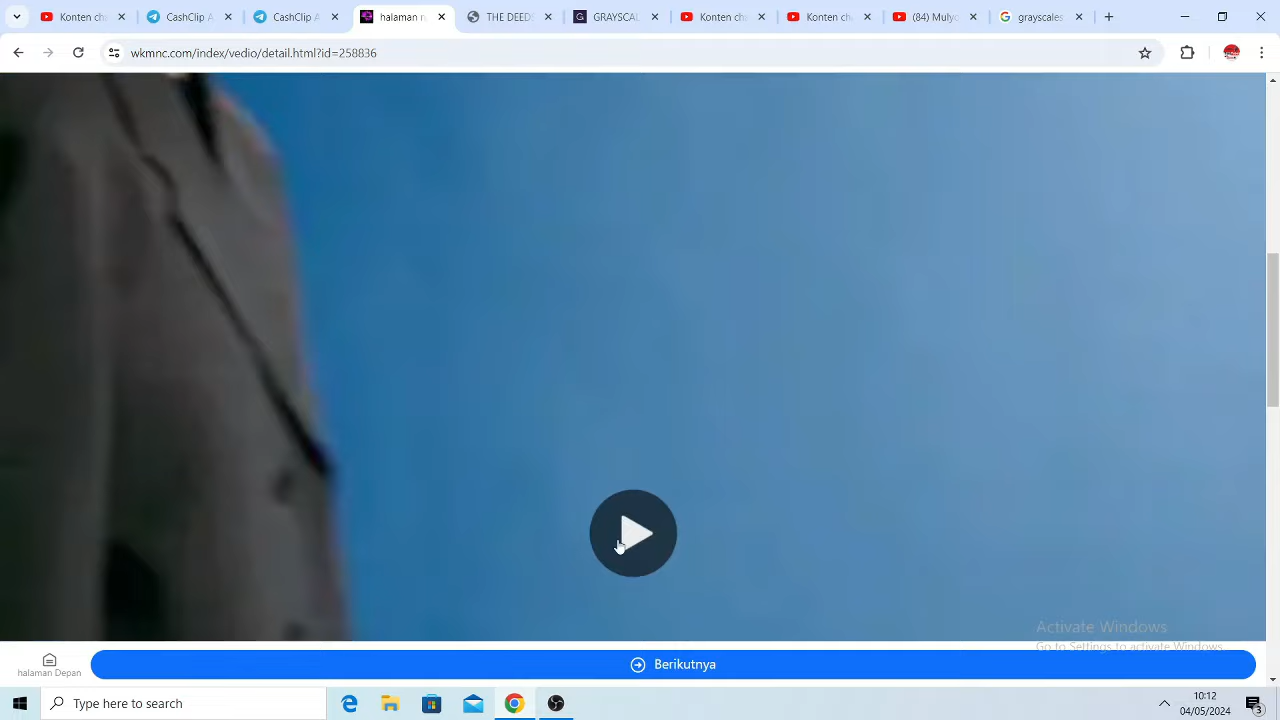 Konten
CashClip A
CashClip
halaman
THE DEED
GRAYSCAL
Konten ch
Konten ch
(84) Mulyo
grayscale
wkmnc.com/index/vedio/detail.html?id=258836
Activate Windows
Go to Settings to activate Windows.
halaman Depan
Berikutnya
Type here to search
10:12
04/05/2024
3